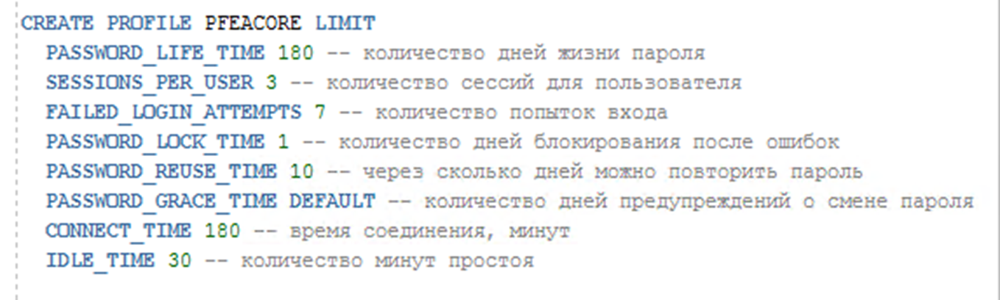 CREATE PROFILE PFEACORE LIMIT
PASSWORD_LIFE_TIME 180 -- количество дней жизни пароля
SESSIONS_PER_USER 3 -- количество сессий для пользователя
FAILED_LOGIN_ATTEMPTS 7 -- количество попыток входа
PASSWORD_LOCK_TIME 1 -- количество дней блокирования после ошибок
PASSWORD_REUSE_TIME 10 -- через сколько дней можно повторить пароль
PASSWORD_GRACE_TIME DEFAULT -- количество дней предупреждений о смене пароля
CONNECT_TIME 180 -- время соединения, минут
IDLE_TIME 30 -- количество минут простоя